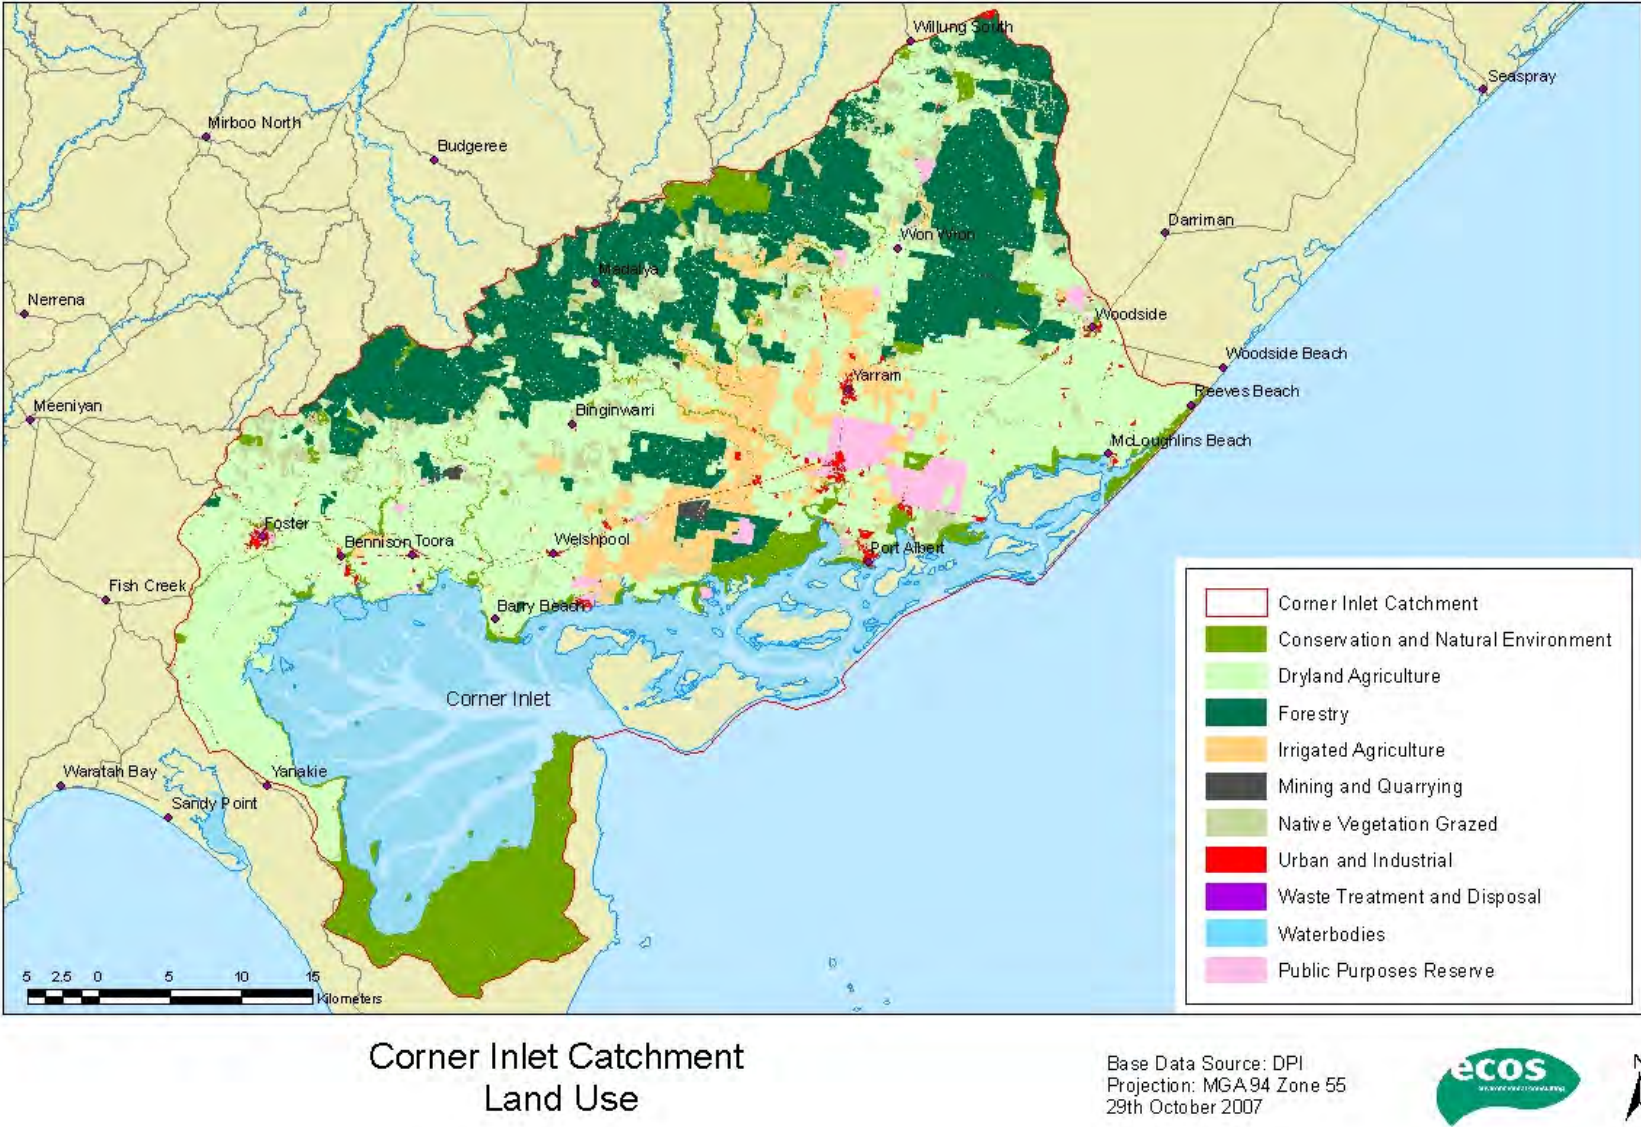 Willung South
Seaspray
Mirboo North
Budgeree
Darriman
Won Wron
Madalya
Nerrena
Woodside
Woodside Beach
Yarram
Reeves Beach
Meeniyan
Binginwarri
McLoughlins Beach
Foster
Bennison Toora
Welshpool
Port Albert
Fish Creek
Barry Beach
Corner Inlet
Waratah Bay
Yanakie
Sandy Point
Corner Inlet Catchment
Conservation and Natural Environment
Dryland Agriculture
Forestry
Irrigated Agriculture
Mining and Quarrying
Native Vegetation Grazed
Urban and Industrial
Waste Treatment and Disposal
Waterbodies
Public Purposes Reserve
5 2.5 0 5 10 15
Kilometers
Corner Inlet Catchment
Land Use
Base Data Source: DPI
Projection: MGA94 Zone 55
29th October 2007
ecos
environmental consulting
N